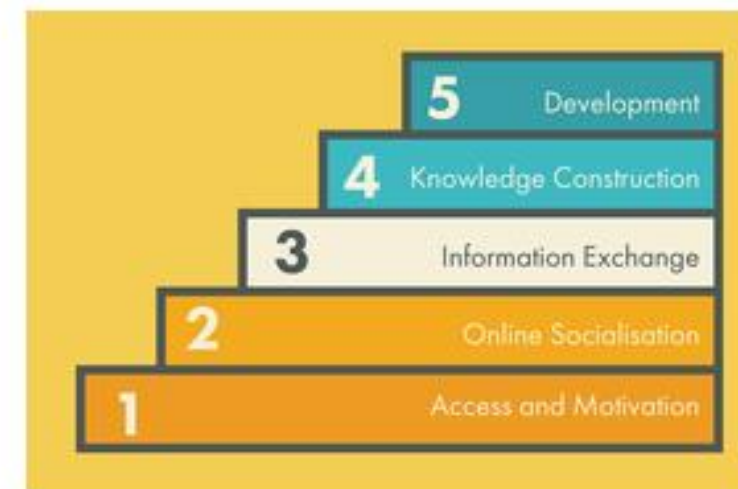 5 Development
4 Knowledge Construction
3 Information Exchange
2 Online Socialisation
1 Access and Motivation